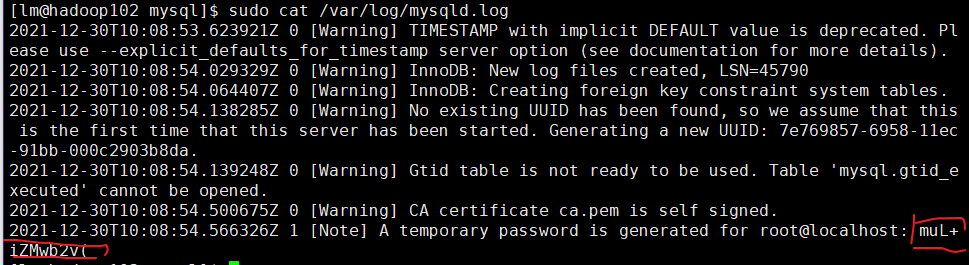 [lm@hadoop102 mysql]$ sudo cat /var/log/mysqld.log
2021-12-30T10:08:53.623921Z 0 [Warning] TIMESTAMP with implicit DEFAULT value is deprecated. Pl
ease use --explicit_defaults_for_timestamp server option (see documentation for more details).
2021-12-30T10:08:54.029329Z 0 [Warning] InnoDB: New log files created, LSN=45790
2021-12-30T10:08:54.064407Z 0 [Warning] InnoDB: Creating foreign key constraint system tables.
2021-12-30T10:08:54.138285Z 0 [Warning] No existing UUID has been found, so we assume that this
 is the first time that this server has been started. Generating a new UUID: 7e769857-6958-11ec
-91bb-000c2903b8da.
2021-12-30T10:08:54.139248Z 0 [Warning] Gtid table is not ready to be used. Table 'mysql.gtid_e
xecuted' cannot be opened.
2021-12-30T10:08:54.500675Z 0 [Warning] CA certificate ca.pem is self signed.
2021-12-30T10:08:54.566326Z 1 [Note] A temporary password is generated for root@localhost: muL+
iZMwb2v(